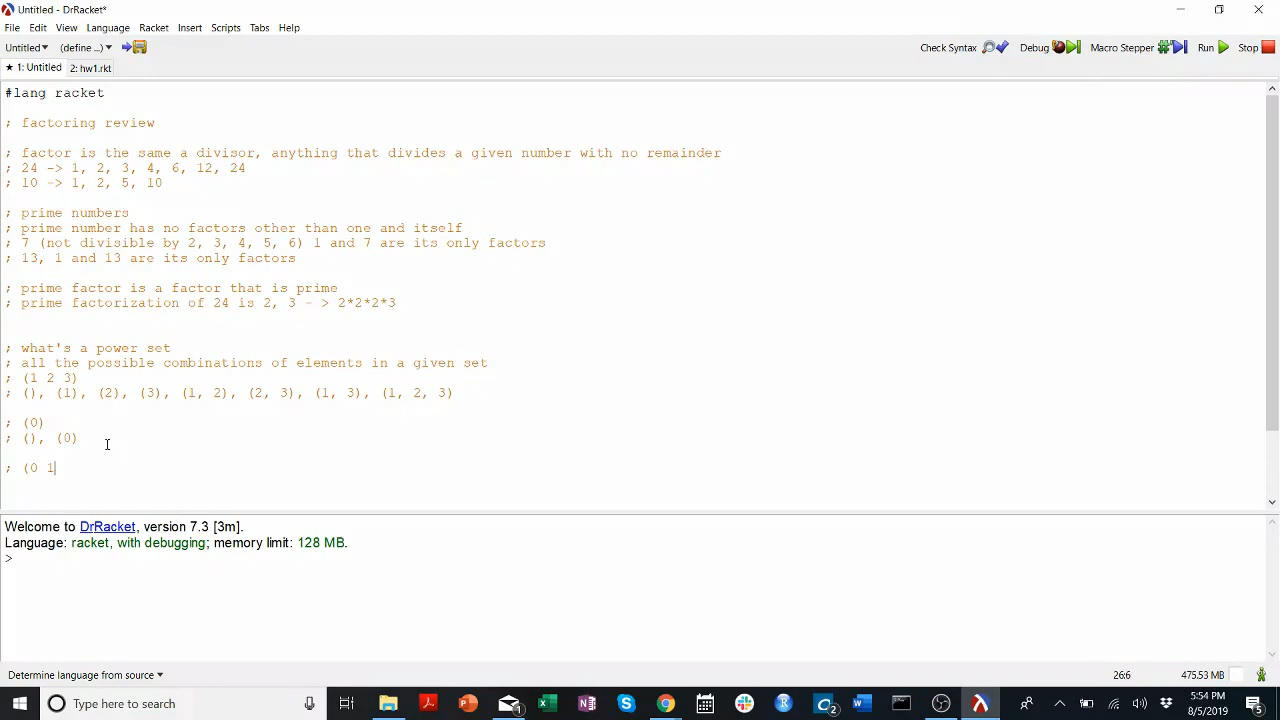 Untitled - DrRacket*
File Edit View Language Racket Insert Scripts Tabs Help
Untitled (define ...) Check Syntax Debug Macro Stepper Run Stop
★ 1: Untitled 2: hw1.rkt
#lang racket
; factoring review
; factor is the same a divisor, anything that divides a given number with no remainder
; 24 -> 1, 2, 3, 4, 6, 12, 24
; 10 -> 1, 2, 5, 10
; prime numbers
; prime number has no factors other than one and itself
; 7 (not divisible by 2, 3, 4, 5, 6) 1 and 7 are its only factors
; 13, 1 and 13 are its only factors
; prime factor is a factor that is prime
; prime factorization of 24 is 2, 3 - > 2*2*2*3
; what's a power set
; all the possible combinations of elements in a given set
; (1 2 3)
; (), (1), (2), (3), (1, 2), (2, 3), (1, 3), (1, 2, 3)
; (0)
; (), (0)
; (0 1
Welcome to DrRacket, version 7.3 [3m].
Language: racket, with debugging; memory limit: 128 MB.
>
Determine language from source 266 475.53 MB
Type here to search 5:54 PM
8/5/2019